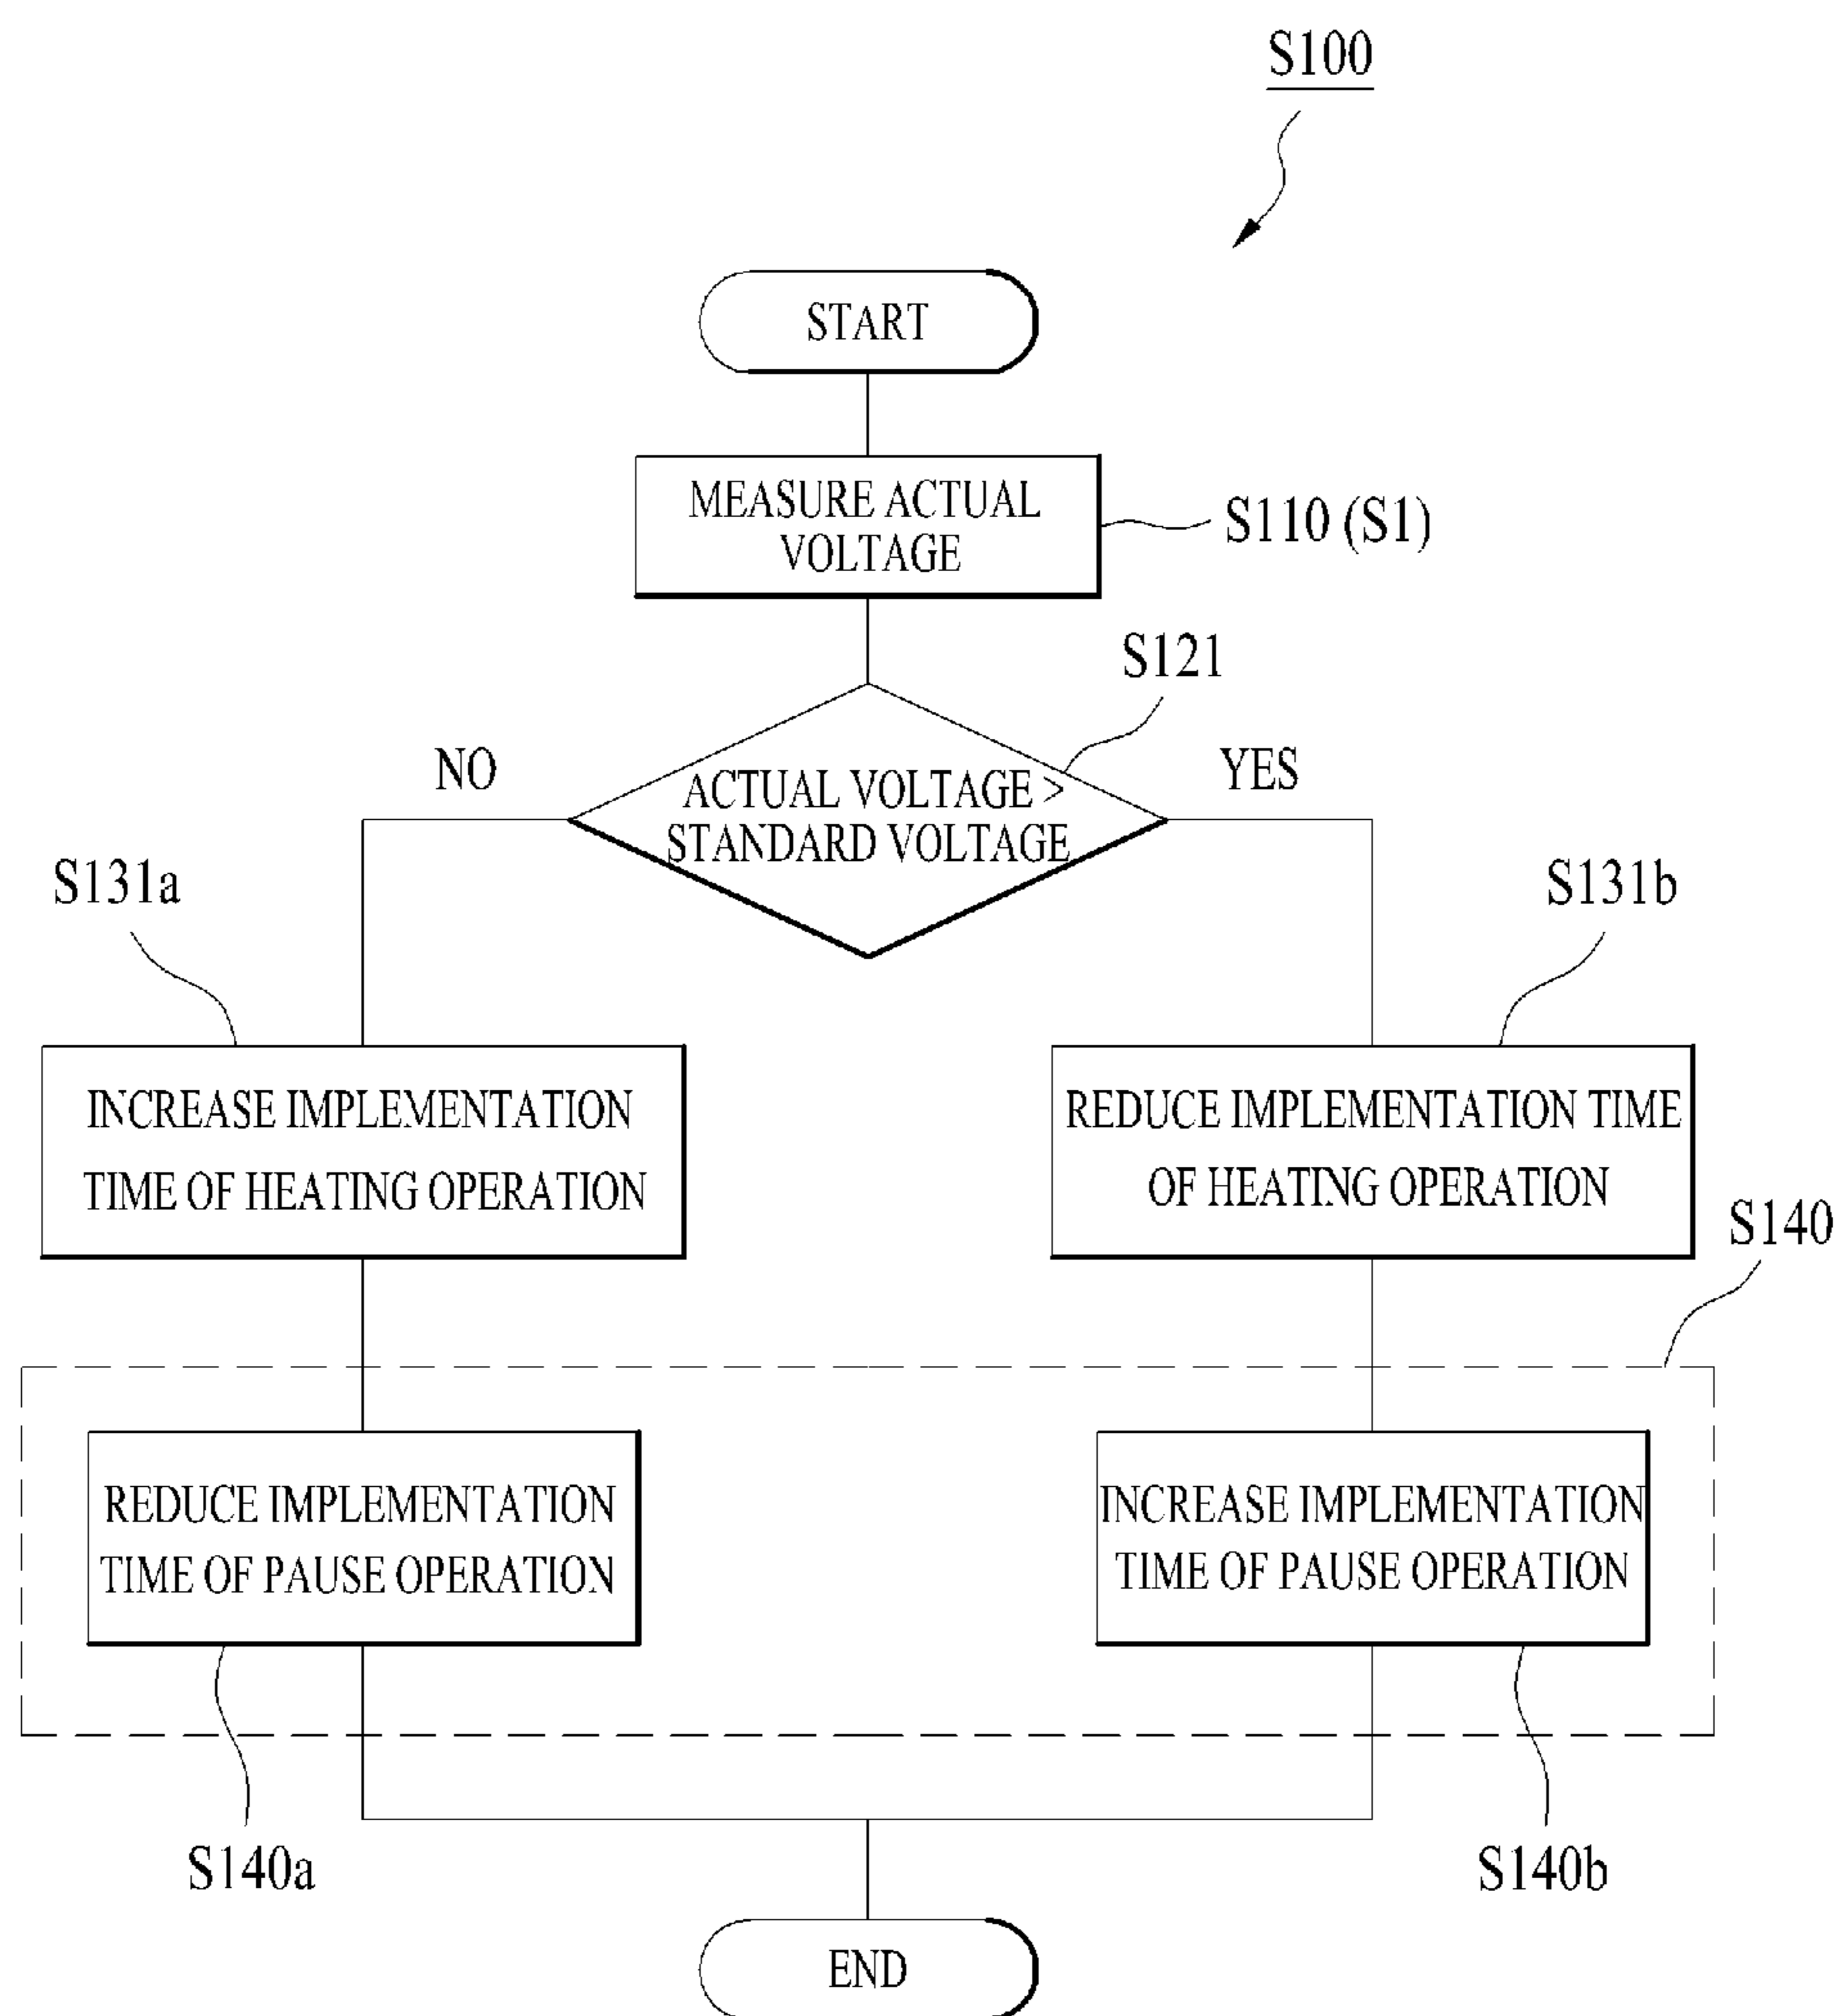 S100
START
MEASURE ACTUAL
VOLTAGE
S110 (S1)
S121
NO
YES
ACTUAL VOLTAGE >
STANDARD VOLTAGE
S131a
S131b
INCREASE IMPLEMENTATION
TIME OF HEATING OPERATION
REDUCE IMPLEMENTATION TIME
OF HEATING OPERATION
S140
REDUCE IMPLEMENTATION
TIME OF PAUSE OPERATION
INCREASE IMPLEMENTATION
TIME OF PAUSE OPERATION
S140a
S140b
END